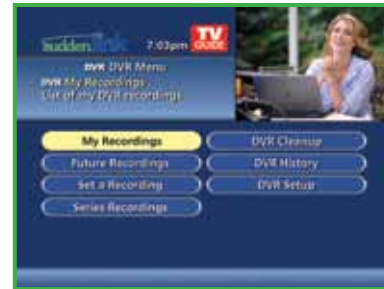 suddenlink 7:03pm TV GUIDE
DVR DVR Menu
DVR My Recordings
List of my DVR recordings
My Recordings DVR Cleanup
Future Recordings DVR History
Set a Recording DVR Setup
Series Recordings